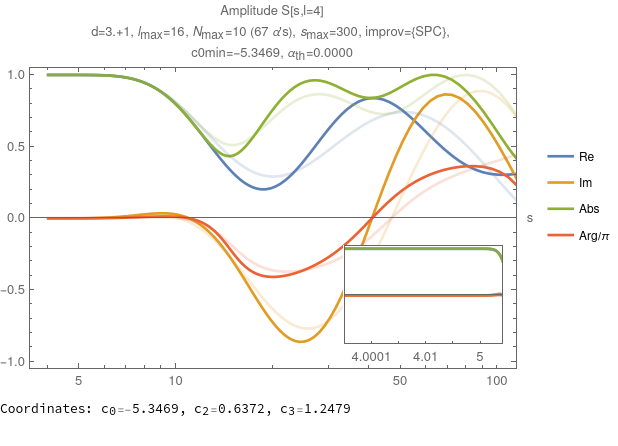 Amplitude S[s,l=4]
d=3.+1, lmax=16, Nmax=10 (67 α's), smax=300, improv={SPC},
c0min=−5.3469, αth=0.0000
1.0
0.5
0.0
−0.5
−1.0
5
10
50
100
s
4.0001
4.01
5
Re
Im
Abs
Arg/π
Coordinates: c0=-5.3469, c2=0.6372, c3=1.2479